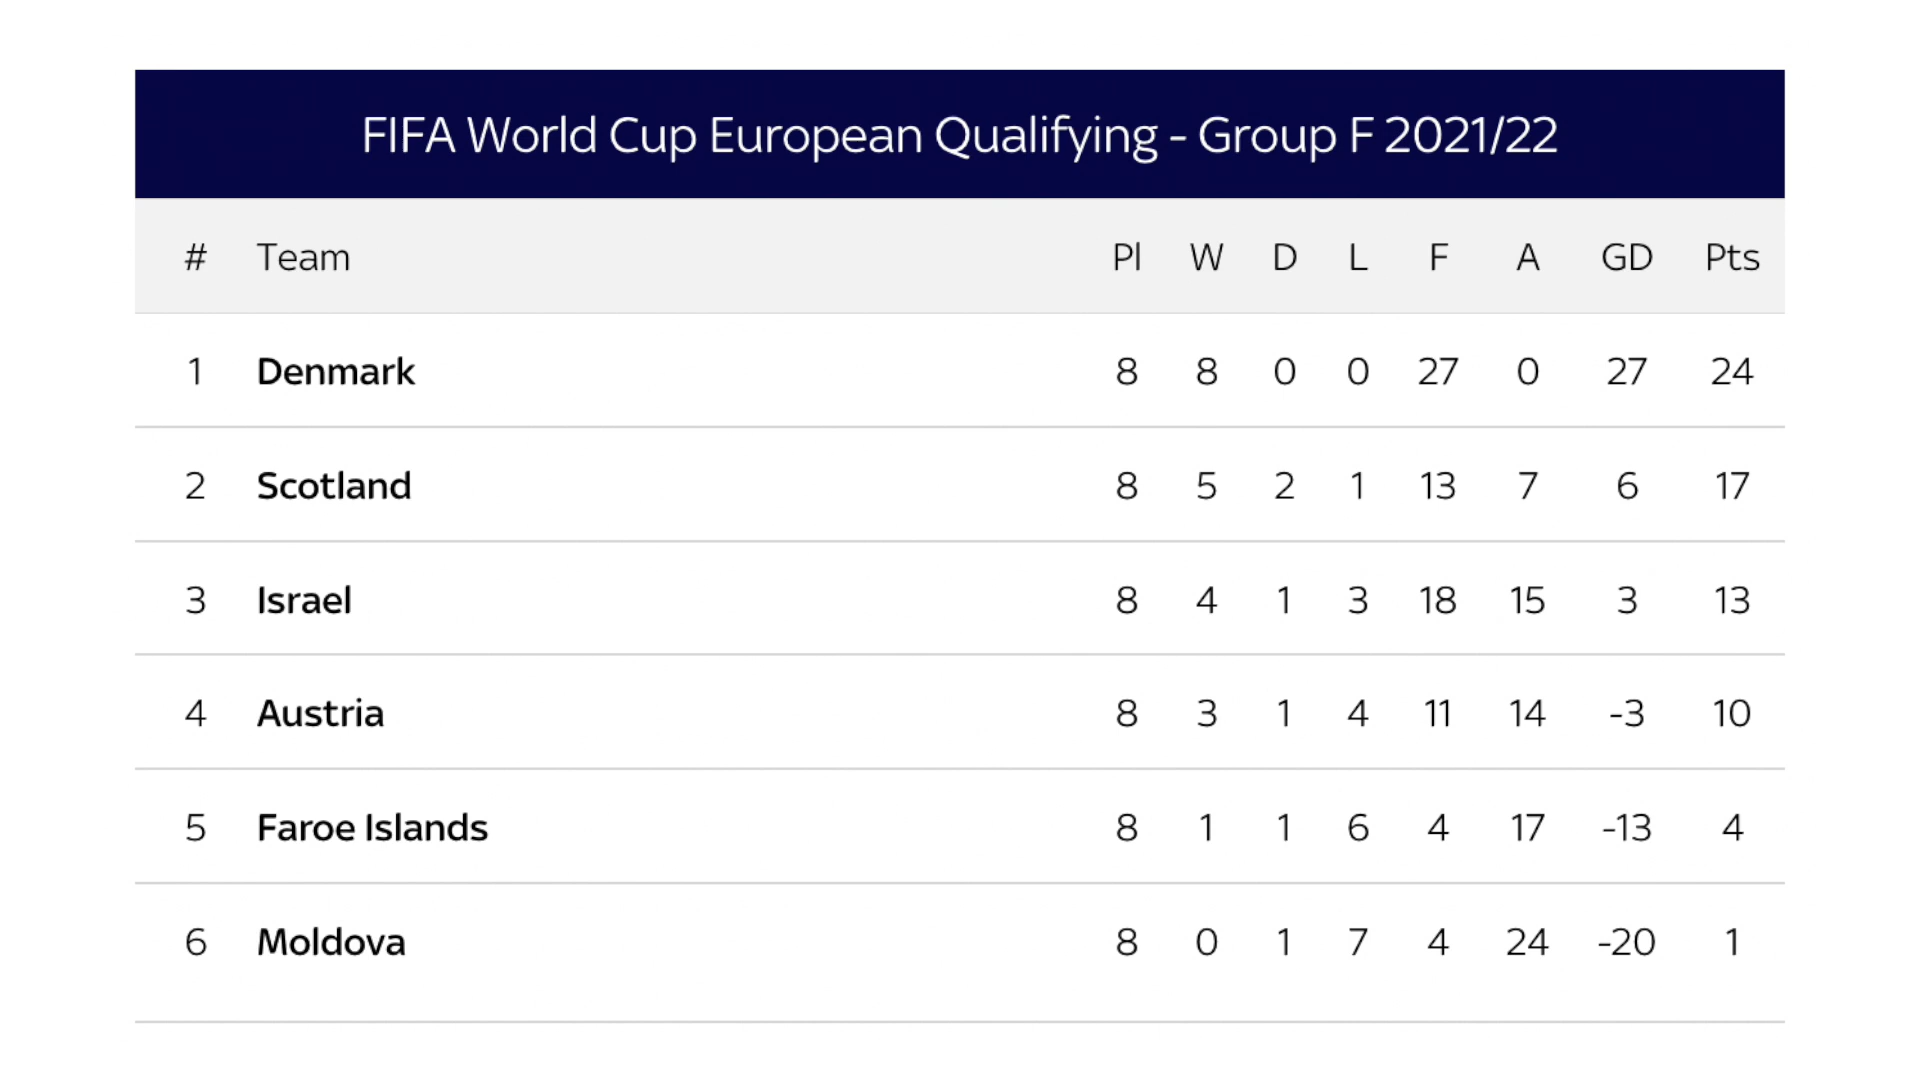 FIFA World Cup European Qualifying - Group F 2021/22
# Team Pl W D L F A GD Pts
1 Denmark 8 8 0 0 27 0 27 24
2 Scotland 8 5 2 1 13 7 6 17
3 Israel 8 4 1 3 18 15 3 13
4 Austria 8 3 1 4 11 14 -3 10
5 Faroe Islands 8 1 1 6 4 17 -13 4
6 Moldova 8 0 1 7 4 24 -20 1